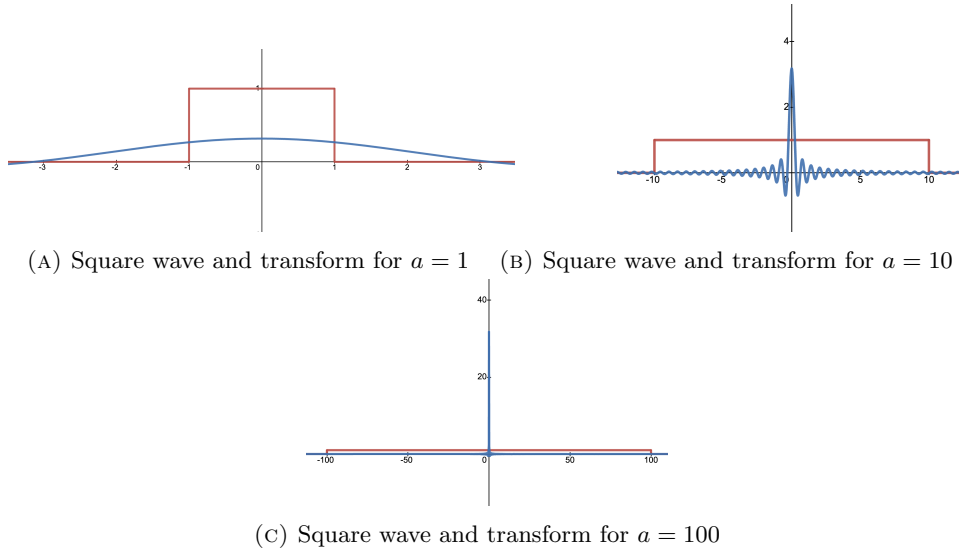 1
-3 -2 -1 0 1 2 3
(A) Square wave and transform for a = 1
4
2
-10 -5 0 5 10
(B) Square wave and transform for a = 10
40
20
-100 -50 0 50 100
(C) Square wave and transform for a = 100